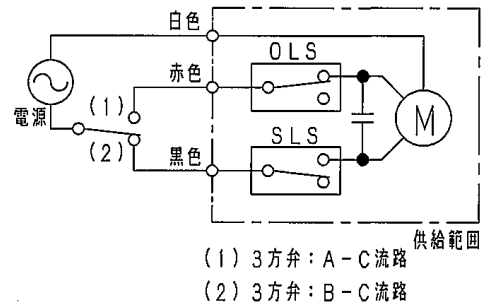 白色
赤色
OLS
電源
(1)
(2)
M
SLS
黒色
供給範囲
(1) 3方弁:A-C流路
(2) 3方弁:B-C流路